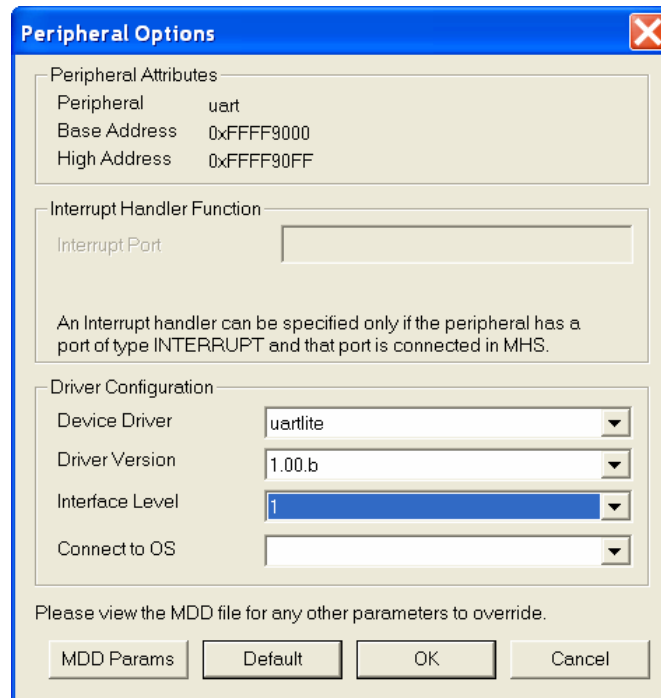 Peripheral Options
Peripheral Attributes
Peripheral uart
Base Address 0xFFFF9000
High Address 0xFFFF90FF
Interrupt Handler Function
Interrupt Port
An Interrupt handler can be specified only if the peripheral has a
port of type INTERRUPT and that port is connected in MHS.
Driver Configuration
Device Driver uartlite
Driver Version 1.00.b
Interface Level 1
Connect to OS
Please view the MDD file for any other parameters to override.
MDD Params Default OK Cancel